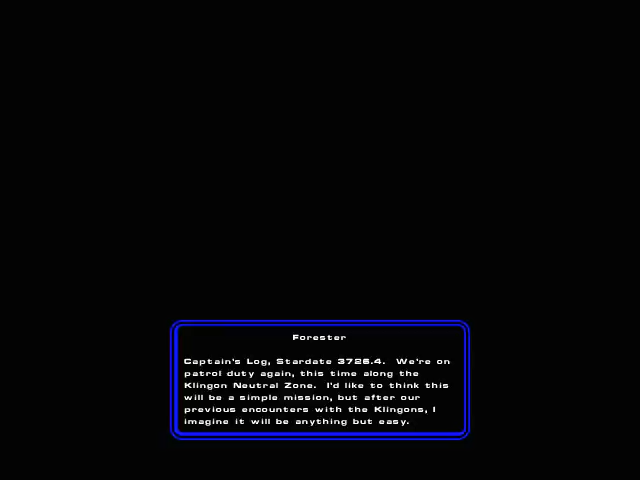 Forester
Captain's Log, Stardate 3726.4.  We're on
patrol duty again, this time along the
Klingon Neutral Zone.  I'd like to think this
will be a simple mission, but after our
previous encounters with the Klingons, I
imagine it will be anything but easy.